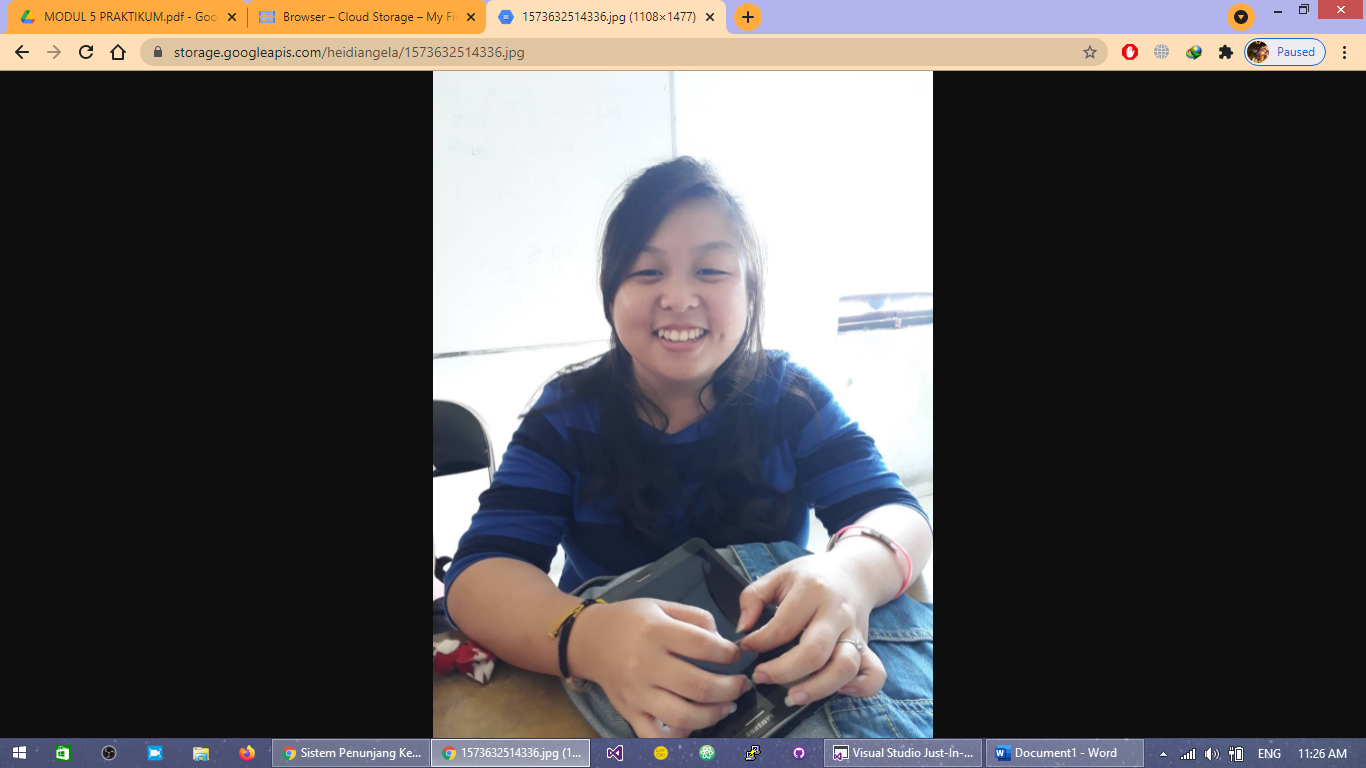 MODUL 5 PRAKTIKUM.pdf - Goo
Browser – Cloud Storage – My Fi
1573632514336.jpg (1108×1477)
storage.googleapis.com/heidiangela/1573632514336.jpg
Paused
SAMSUNG
Sistem Penunjang Ke...
1573632514336.jpg (1...
Visual Studio Just-In-...
Document1 - Word
ENG
11:26 AM